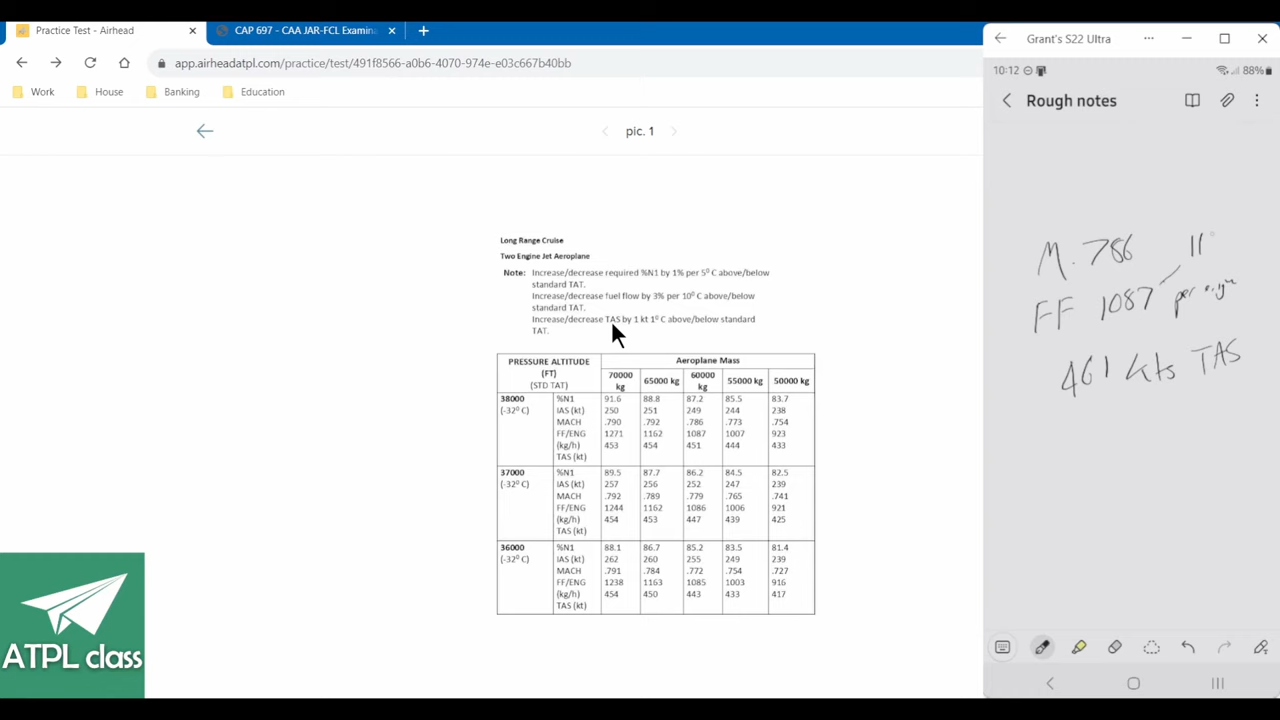 Practice Test - Airhead
CAP 697 - CAA JAR-FCL Examina
app.airheadatpl.com/practice/test/491f8566-a0b6-4070-974e-e03c667b40bb
Work House Banking Education
pic. 1
Long Range Cruise
Two Engine Jet Aeroplane
Note: Increase/decrease required %N1 by 1% per 5⁰ C above/below
standard TAT.
Increase/decrease fuel flow by 3% per 10⁰ C above/below
standard TAT.
Increase/decrease TAS by 1 kt 1⁰ C above/below standard
TAT.
PRESSURE ALTITUDE
(FT)
(STD TAT)
Aeroplane Mass
70000 kg 65000 kg 60000 kg 55000 kg 50000 kg
38000 %N1 91.6 88.8 87.2 85.5 83.7
(-32⁰ C) IAS (kt) 250 251 249 244 238
MACH .790 .792 .786 .773 .754
FF/ENG 1271 1162 1087 1007 923
(kg/h) 453 454 451 444 433
TAS (kt)
37000 %N1 89.5 87.7 86.2 84.5 82.5
(-32⁰ C) IAS (kt) 257 256 252 247 239
MACH .792 .789 .779 .765 .741
FF/ENG 1244 1162 1086 1006 921
(kg/h) 454 453 447 439 425
TAS (kt)
36000 %N1 88.1 86.7 85.2 83.5 81.4
(-32⁰ C) IAS (kt) 262 260 255 249 239
MACH .791 .784 .772 .754 .727
FF/ENG 1238 1163 1085 1003 916
(kg/h) 454 450 443 433 417
TAS (kt)
ATPL class
Grant's S22 Ultra
10:12 88%
Rough notes
M.786 11
FF 1087 per
461 kts TAS